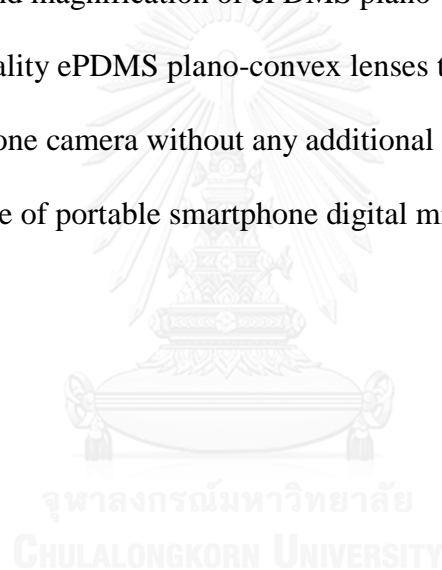 nd magnification of ePDMS plano-
ality ePDMS plano-convex lenses t
one camera without any additional
e of portable smartphone digital m
จุฬาลงกรณ์มหาวิทยาลัย
CHULALONGKORN UNIVERSITY